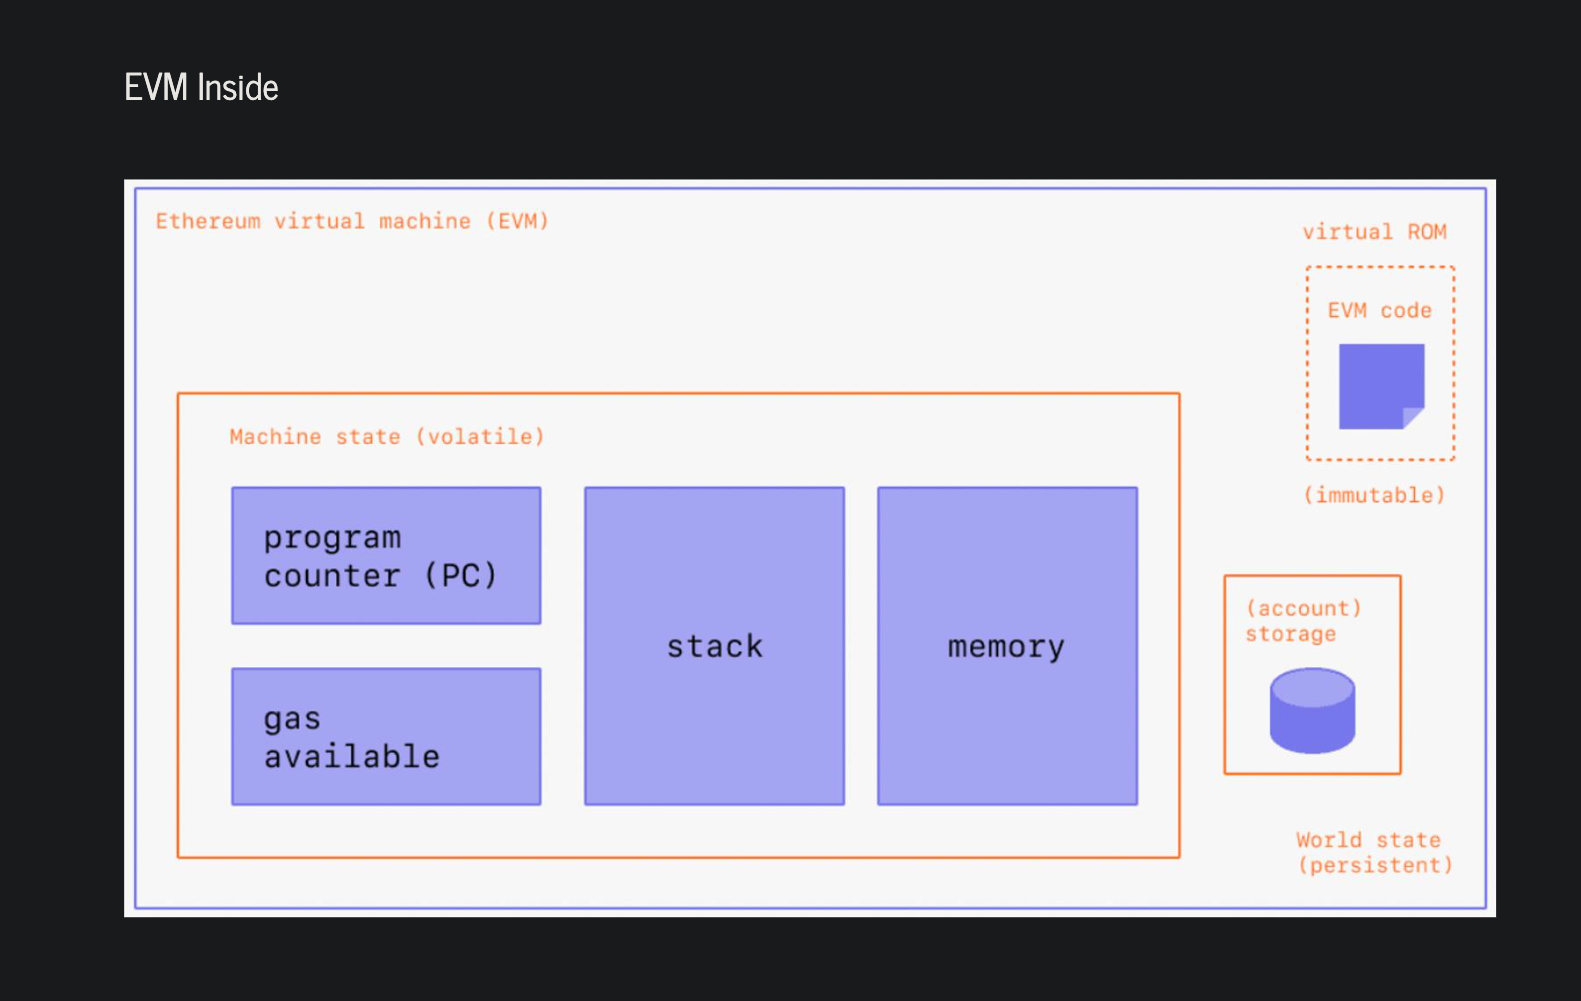 EVM Inside
Ethereum virtual machine (EVM)
virtual ROM
EVM code
(immutable)
Machine state (volatile)
program
counter (PC)
gas
available
stack
memory
(account)
storage
World state
(persistent)